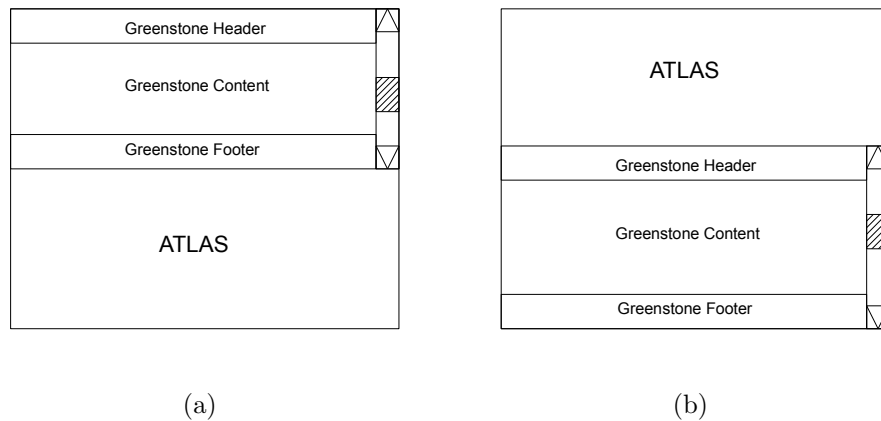 Greenstone Header
Greenstone Content
Greenstone Footer
ATLAS
(a)
ATLAS
Greenstone Header
Greenstone Content
Greenstone Footer
(b)